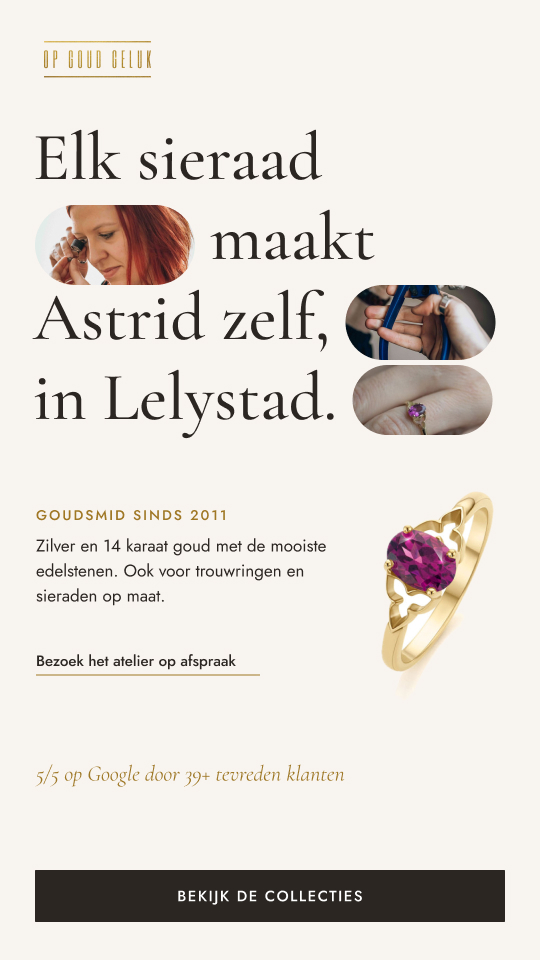 OP GOUD GELUK
Elk sieraad
maakt
Astrid zelf,
in Lelystad.
GOUDSMID SINDS 2011
Zilver en 14 karaat goud met de mooiste
edelstenen. Ook voor trouwringen en
sieraden op maat.
Bezoek het atelier op afspraak
5/5 op Google door 39+ tevreden klanten
BEKIJK DE COLLECTIES